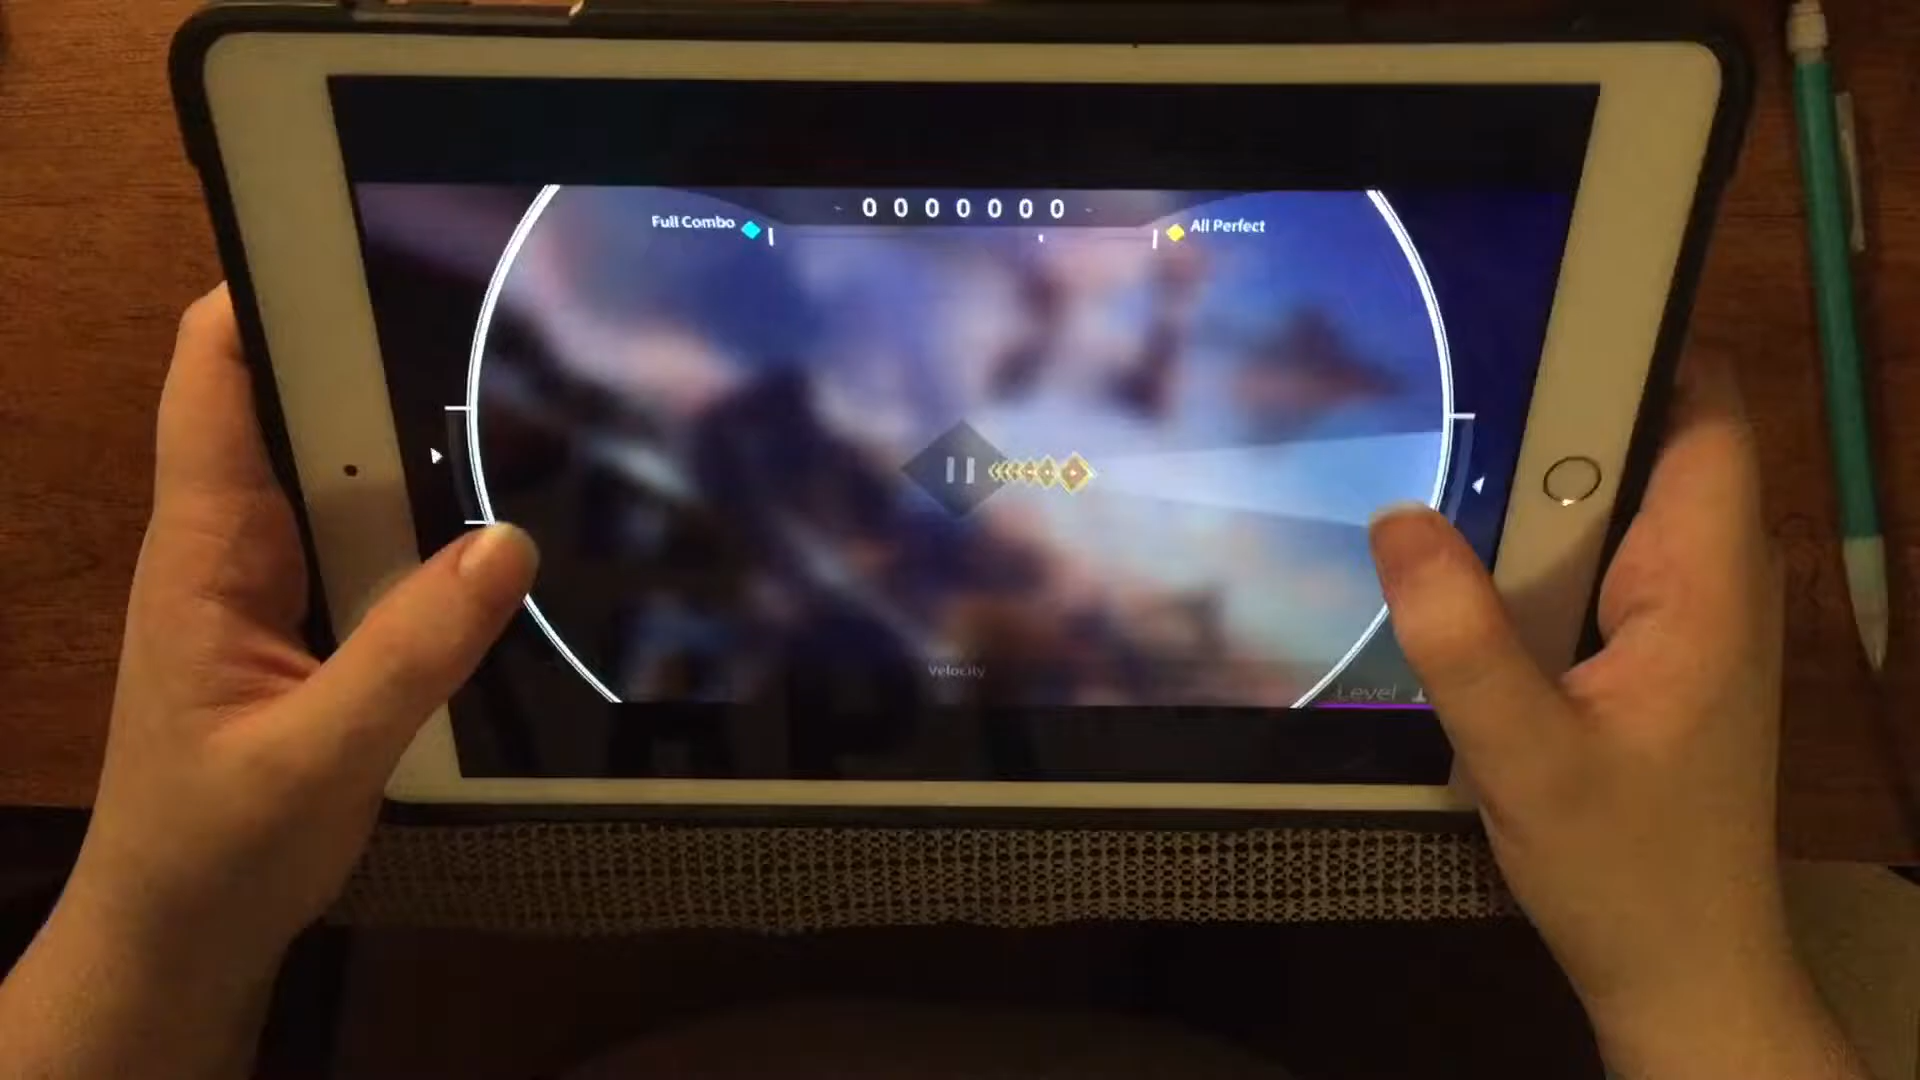 0000000
Full Combo
All Perfect
Velocity
Level